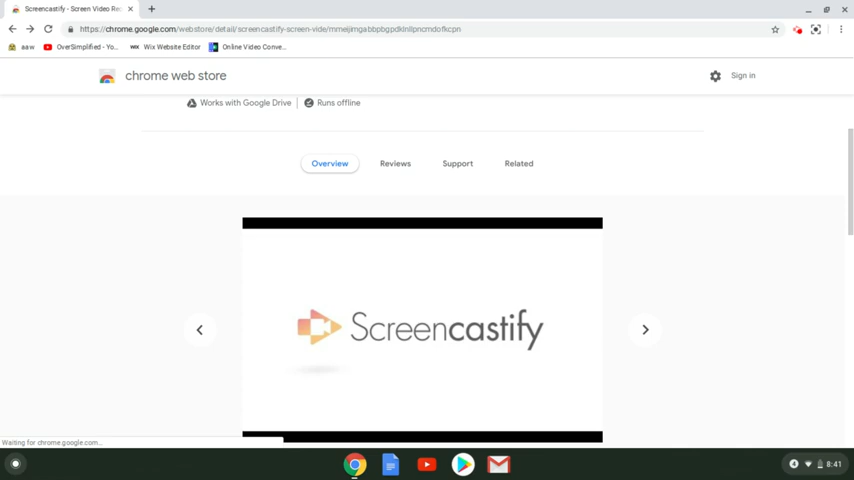 Screencastify - Screen Video Rec
https://chrome.google.com/webstore/detail/screencastify-screen-vide/mmeijimgabbpbgpdklnllpncmdofkcpn
aaw
OverSimplified - Yo...
WIX Wix Website Editor
Online Video Conve...
chrome web store
Sign in
Works with Google Drive
Runs offline
Overview
Reviews
Support
Related
Screencastify
Waiting for chrome.google.com...
4
8:41